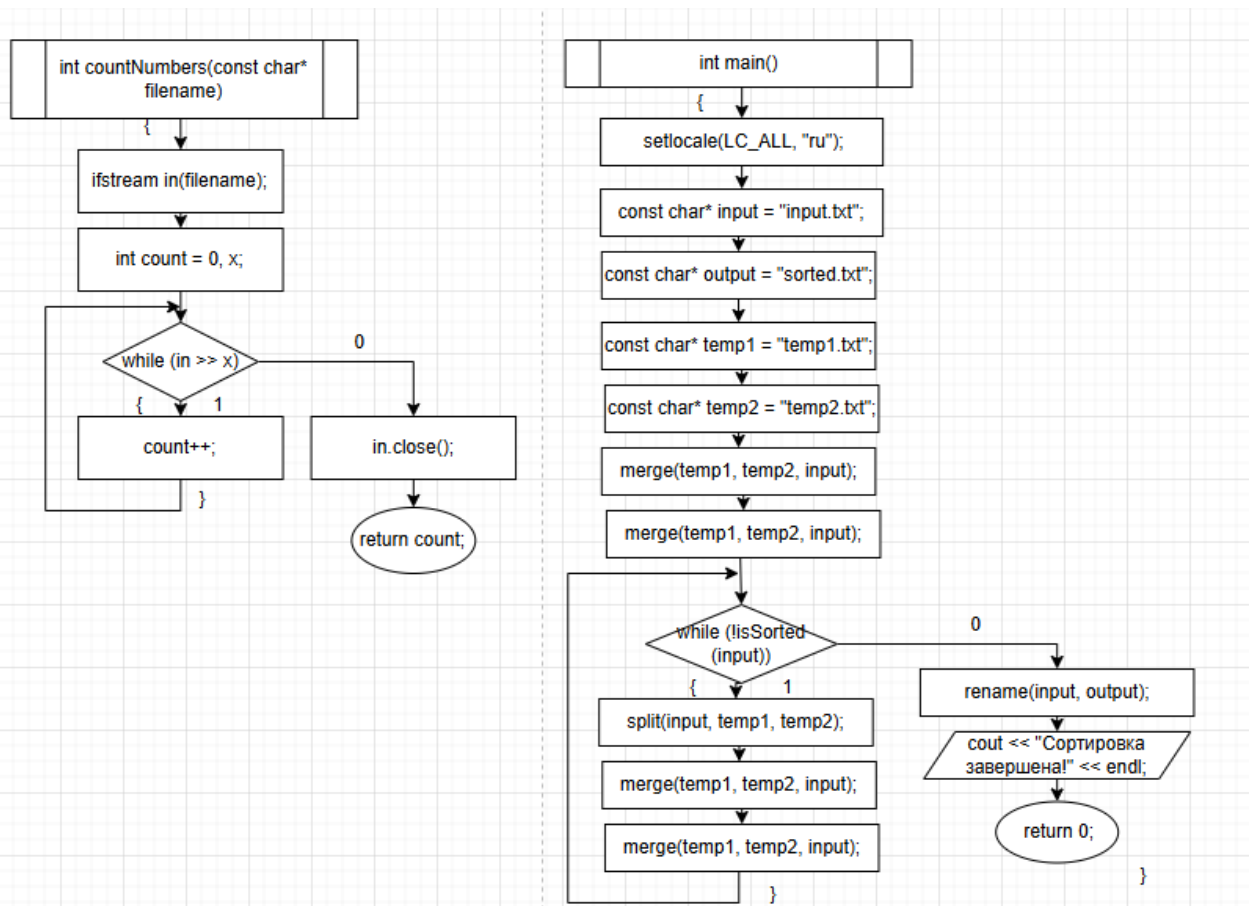 int countNumbers(const char*
filename)
{
ifstream in(filename);
int count = 0, x;
while (in >> x)
0
{
1
count++;
in.close();
}
return count;
int main()
{
setlocale(LC_ALL, "ru");
const char* input = "input.txt";
const char* output = "sorted.txt";
const char* temp1 = "temp1.txt";
const char* temp2 = "temp2.txt";
merge(temp1, temp2, input);
merge(temp1, temp2, input);
while (!isSorted
(input))
0
{
1
split(input, temp1, temp2);
merge(temp1, temp2, input);
merge(temp1, temp2, input);
}
rename(input, output);
cout << "Сортировка
завершена!" << endl;
return 0;
}